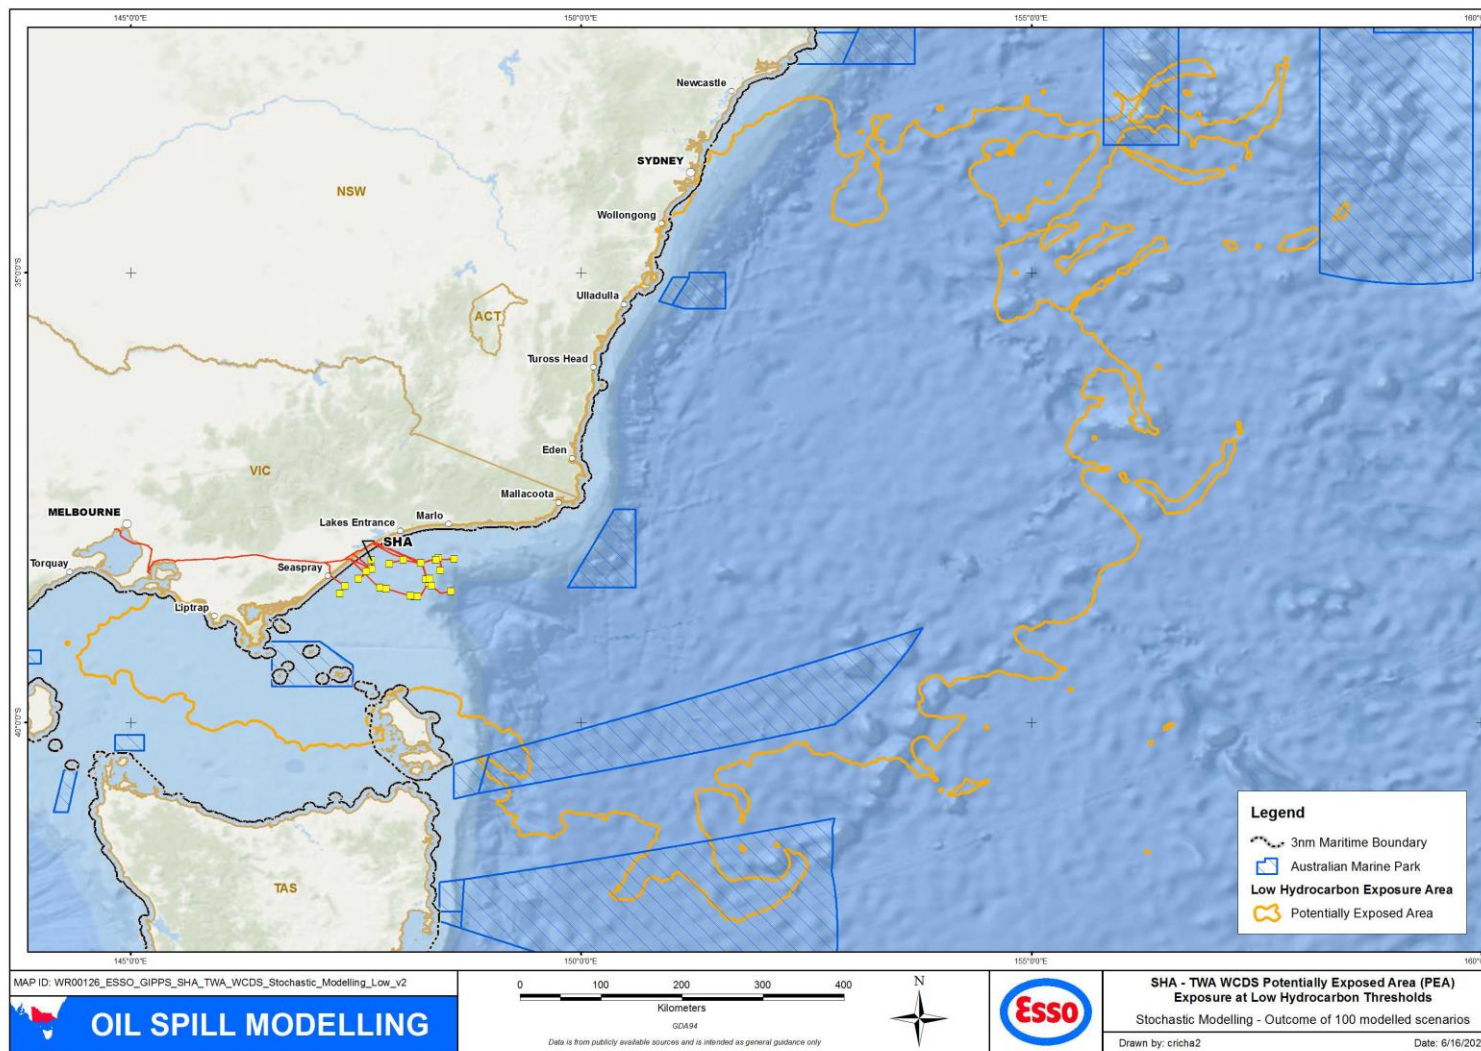 145°0'0"E 150°0'0"E 155°0'0"E
Newcastle
SYDNEY
NSW
Wollongong
35°0'0"S
Ulladulla
ACT
Tuross Head
Eden
VIC
Mallacoota
MELBOURNE
Marlo
Lakes Entrance
SHA
Torquay
Seaspray
Liptrap
40°0'0"S
TAS
Legend
3nm Maritime Boundary
Australian Marine Park
Low Hydrocarbon Exposure Area
Potentially Exposed Area
145°0'0"E 150°0'0"E 155°0'0"E
MAP ID: WR00126_ESSO_GIPPS_SHA_TWA_WCDS_Stochastic_Modelling_Low_v2
OIL SPILL MODELLING
0 100 200 300 400
Kilometers
GDA94
Data is from publicly available sources and is intended as general guidance only
N
Esso
SHA - TWA WCDS Potentially Exposed Area (PEA)
Exposure at Low Hydrocarbon Thresholds
Stochastic Modelling - Outcome of 100 modelled scenarios
Drawn by: cricha2 Date: